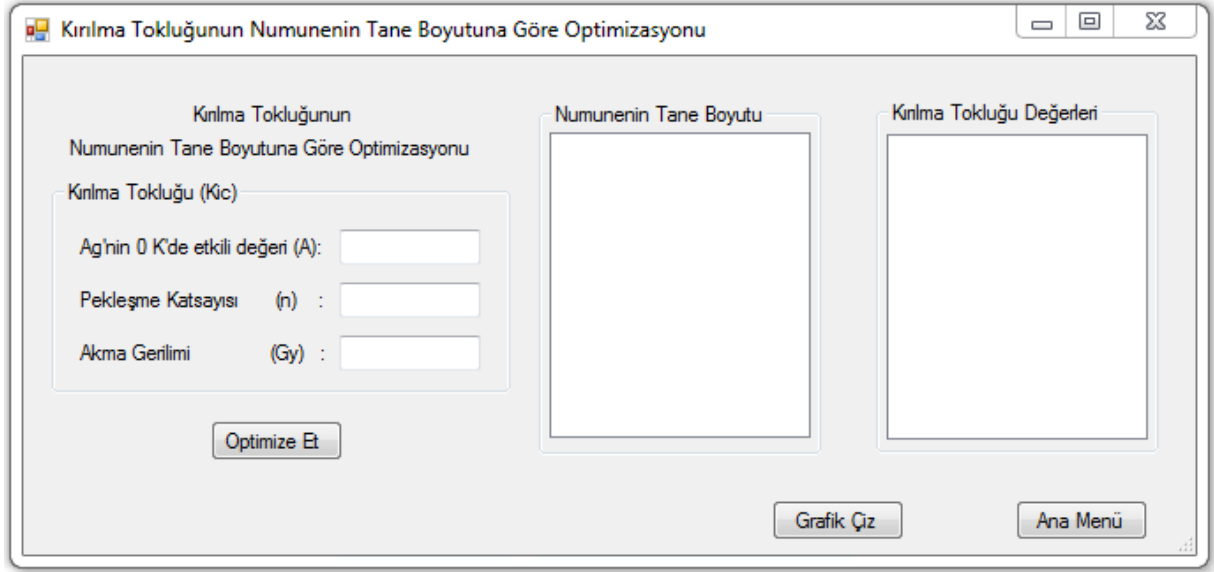 Kırılma Tokluğunun Numunenin Tane Boyutuna Göre Optimizasyonu
Kırılma Tokluğunun
Numunenin Tane Boyutuna Göre Optimizasyonu
Kırılma Tokluğu (Kic)
Ag'nin 0 K'de etkili değeri (A):
Pekleşme Katsayısı (n) :
Akma Gerilimi (Gy) :
Optimize Et
Numunenin Tane Boyutu
Kırılma Tokluğu Değerleri
Grafik Çiz
Ana Menü